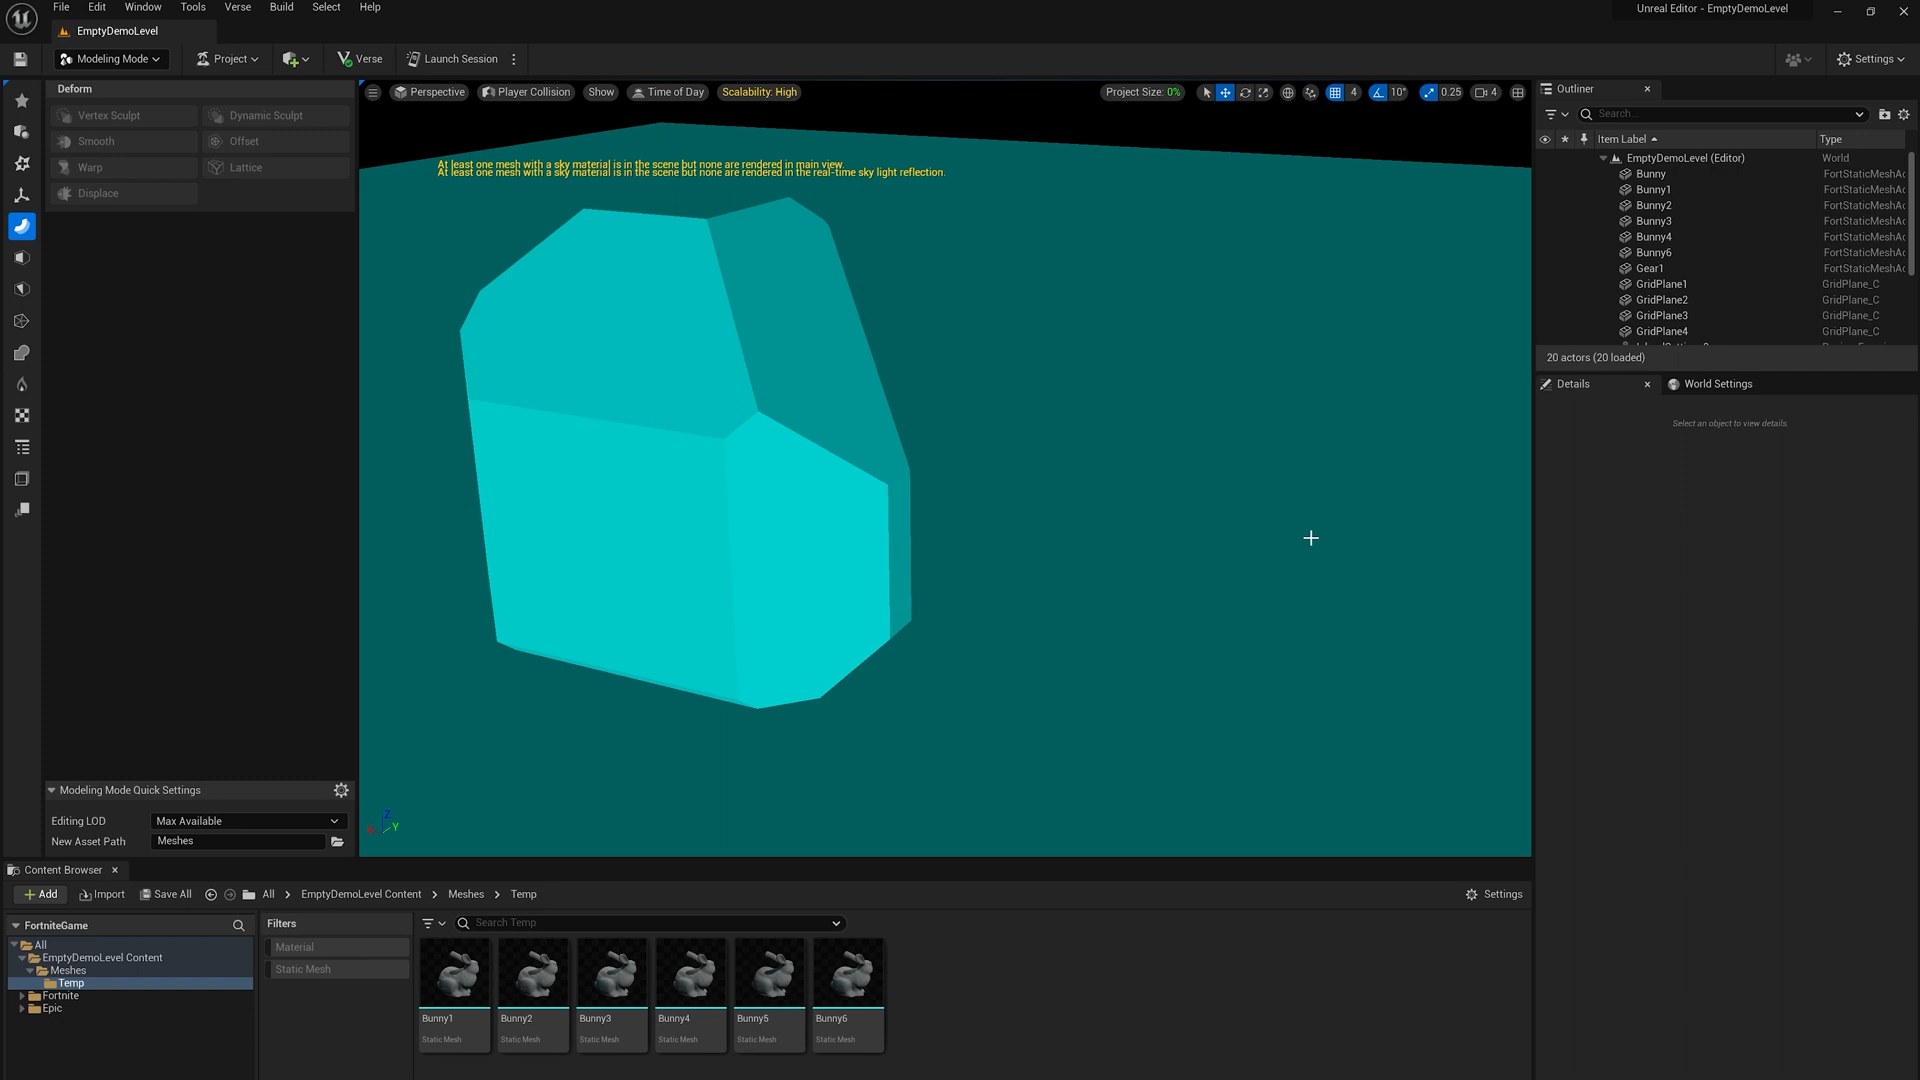 File Edit Window Tools Verse Build Select Help
Unreal Editor - EmptyDemoLevel
EmptyDemoLevel
Modeling Mode
Project
Verse
Launch Session
Settings
Deform
Vertex Sculpt
Dynamic Sculpt
Smooth
Offset
Warp
Lattice
Displace
Modeling Mode Quick Settings
Editing LOD
Max Available
New Asset Path
Meshes
Perspective
Player Collision
Show
Time of Day
Scalability: High
Project Size: 0%
4
10°
0.25
4
At least one mesh with a sky material is in the scene but none are rendered in main view.
At least one mesh with a sky material is in the scene but none are rendered in the real-time sky light reflection.
Z
Y
Outliner
Search...
Item Label
Type
EmptyDemoLevel (Editor)
World
Bunny
FortStaticMeshAc
Bunny1
FortStaticMeshAc
Bunny2
FortStaticMeshAc
Bunny3
FortStaticMeshAc
Bunny4
FortStaticMeshAc
Bunny6
FortStaticMeshAc
Gear1
FortStaticMeshAc
GridPlane1
GridPlane_C
GridPlane2
GridPlane_C
GridPlane3
GridPlane_C
GridPlane4
GridPlane_C
20 actors (20 loaded)
Details
World Settings
Select an object to view details.
Content Browser
Add
Import
Save All
All > EmptyDemoLevel Content > Meshes > Temp
Settings
FortniteGame
All
EmptyDemoLevel Content
Meshes
Temp
Fortnite
Epic
Filters
Material
Static Mesh
Search Temp
Bunny1
Static Mesh
Bunny2
Static Mesh
Bunny3
Static Mesh
Bunny4
Static Mesh
Bunny5
Static Mesh
Bunny6
Static Mesh